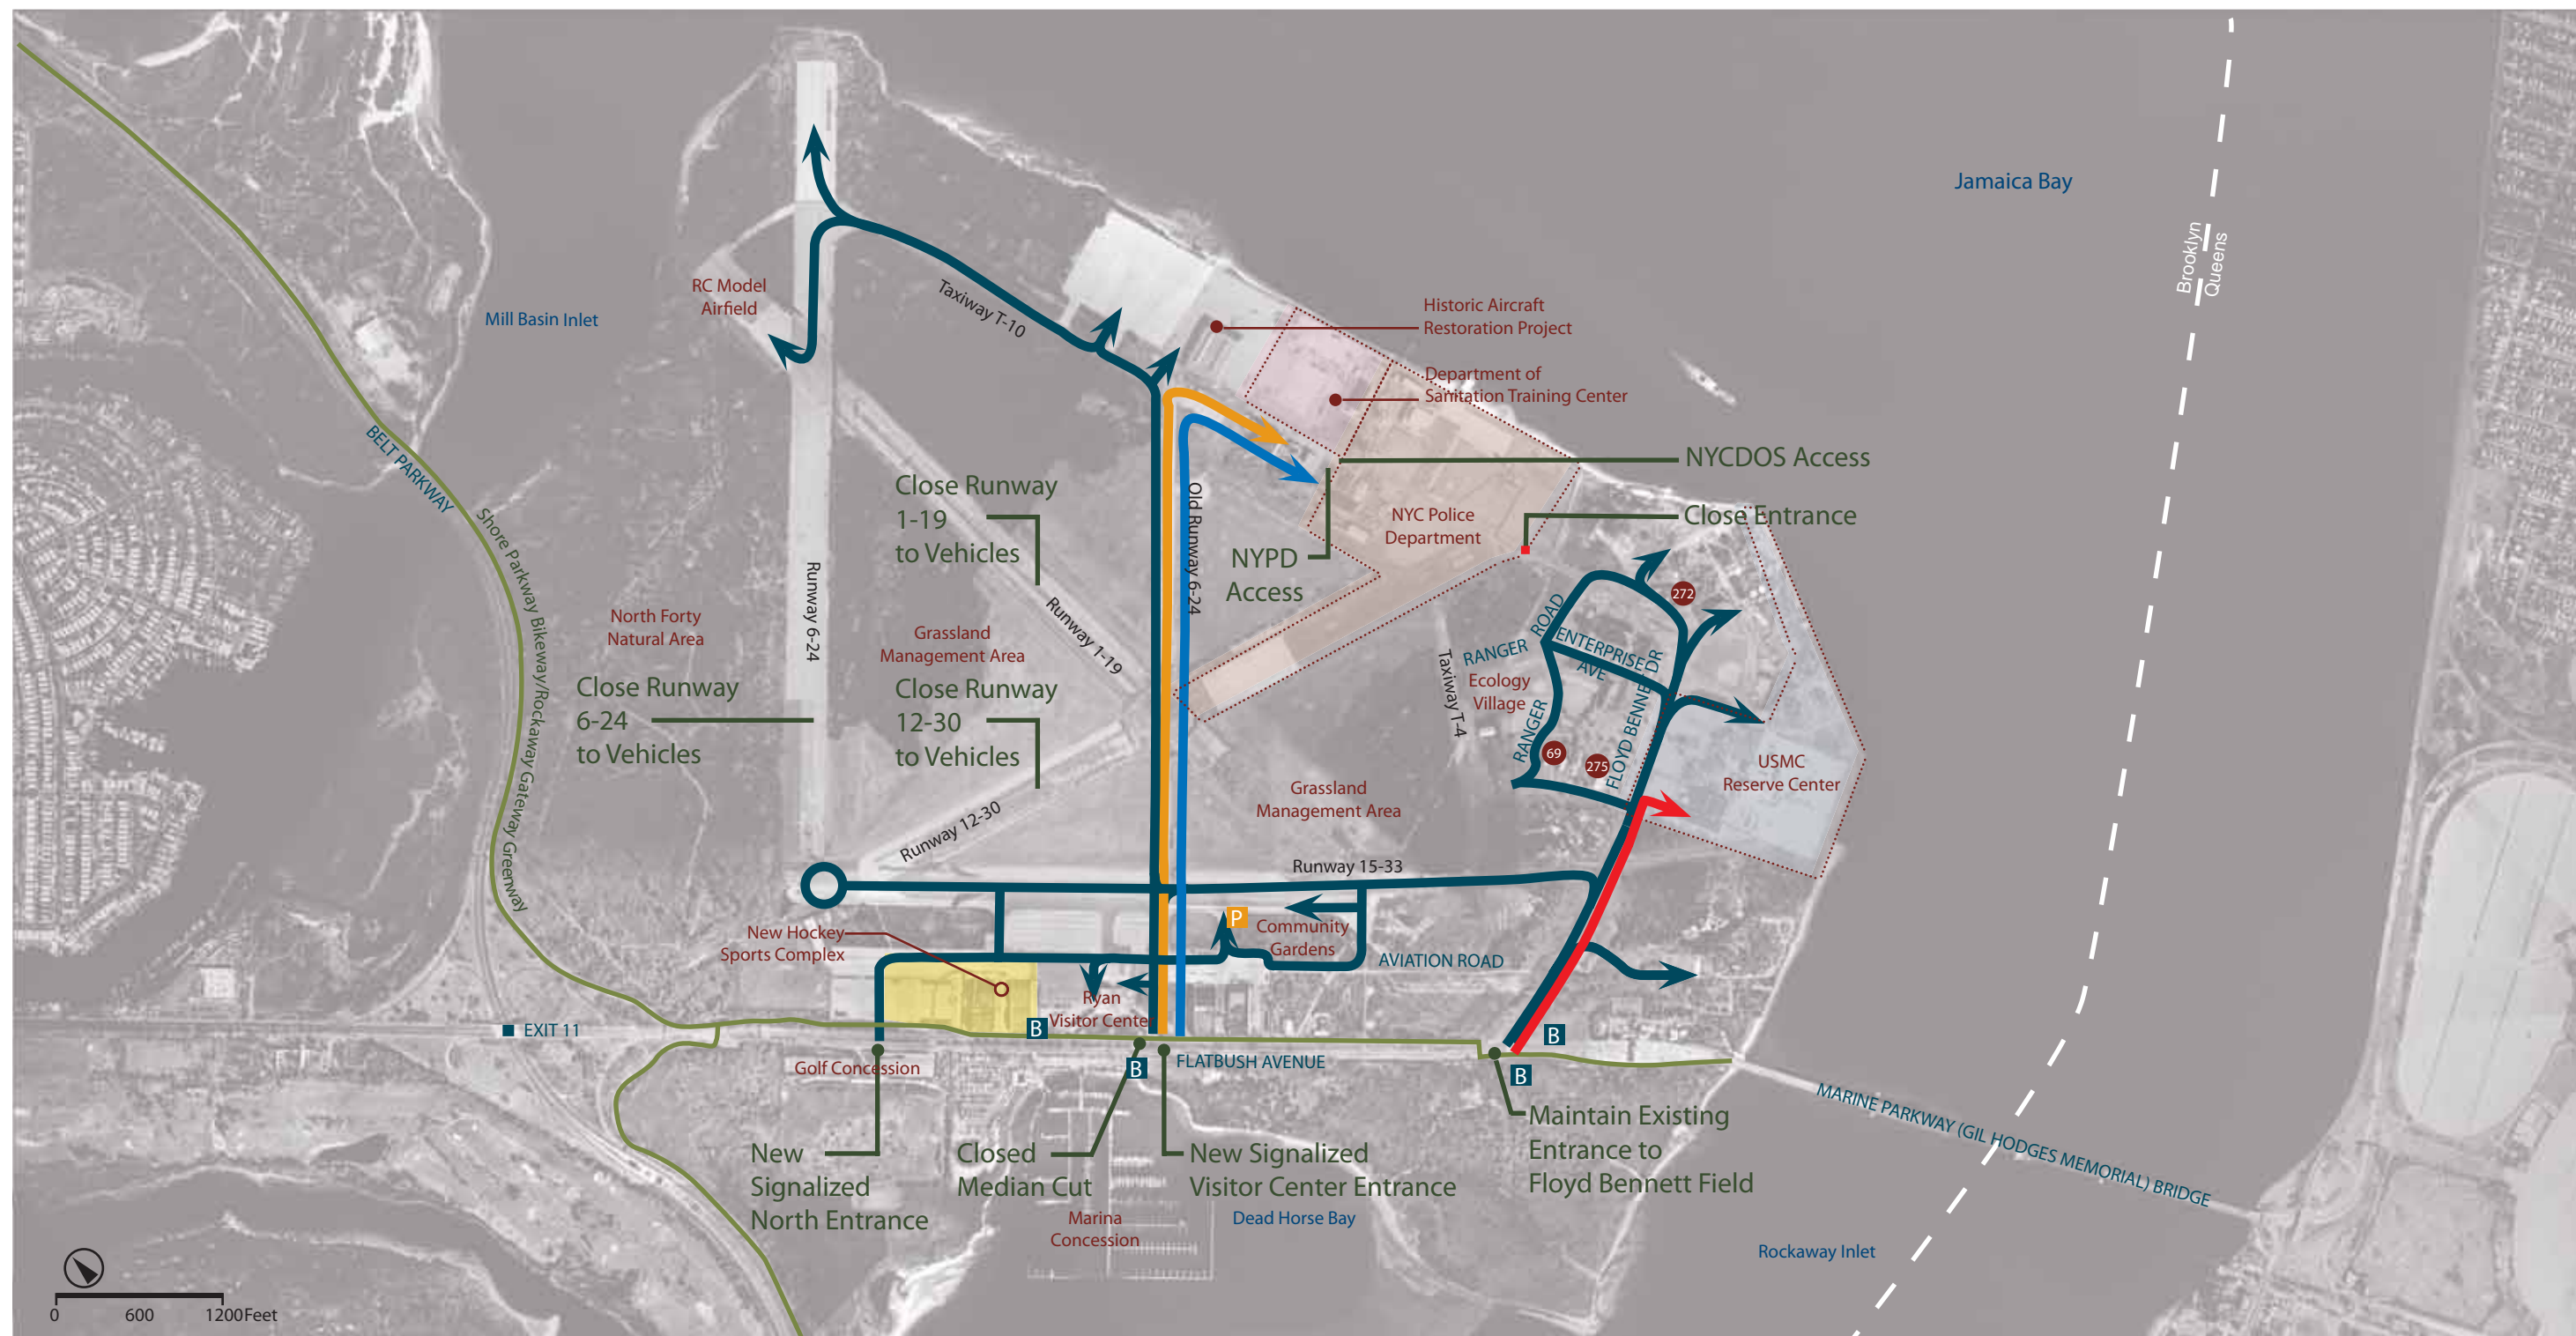 Jamaica Bay
Brooklyn
Queens
RC Model
Airfield
Mill Basin Inlet
Taxiway T-10
Historic Aircraft
Restoration Project
Department of
Sanitation Training Center
BELT PARKWAY
Shore Parkway Bikeway/Rockaway Gateway Greenway
NYCDOS Access
Close Entrance
Close Runway
1-19
to Vehicles
Old Runway 6-24
NYC Police
Department
NYPD
Access
Runway 6-24
Runway 1-19
North Forty
Natural Area
Grassland
Management Area
Close Runway
6-24
to Vehicles
Close Runway
12-30
to Vehicles
272
RANGER ROAD
ENTERPRISE
AVE
Taxiway T-4
Ecology
Village
RANGER
FLOYD BENNETT DR
69
275
USMC
Reserve Center
Grassland
Management Area
Runway 12-30
Runway 15-33
New Hockey
Sports Complex
P
Community
Gardens
AVIATION ROAD
Ryan
Visitor Center
EXIT 11
B
B
B
B
Golf Concession
FLATBUSH AVENUE
MARINE PARKWAY (GIL HODGES MEMORIAL) BRIDGE
New
Signalized
North Entrance
Closed
Median Cut
New Signalized
Visitor Center Entrance
Maintain Existing
Entrance to
Floyd Bennett Field
Marina
Concession
Dead Horse Bay
Rockaway Inlet
0 600 1200Feet